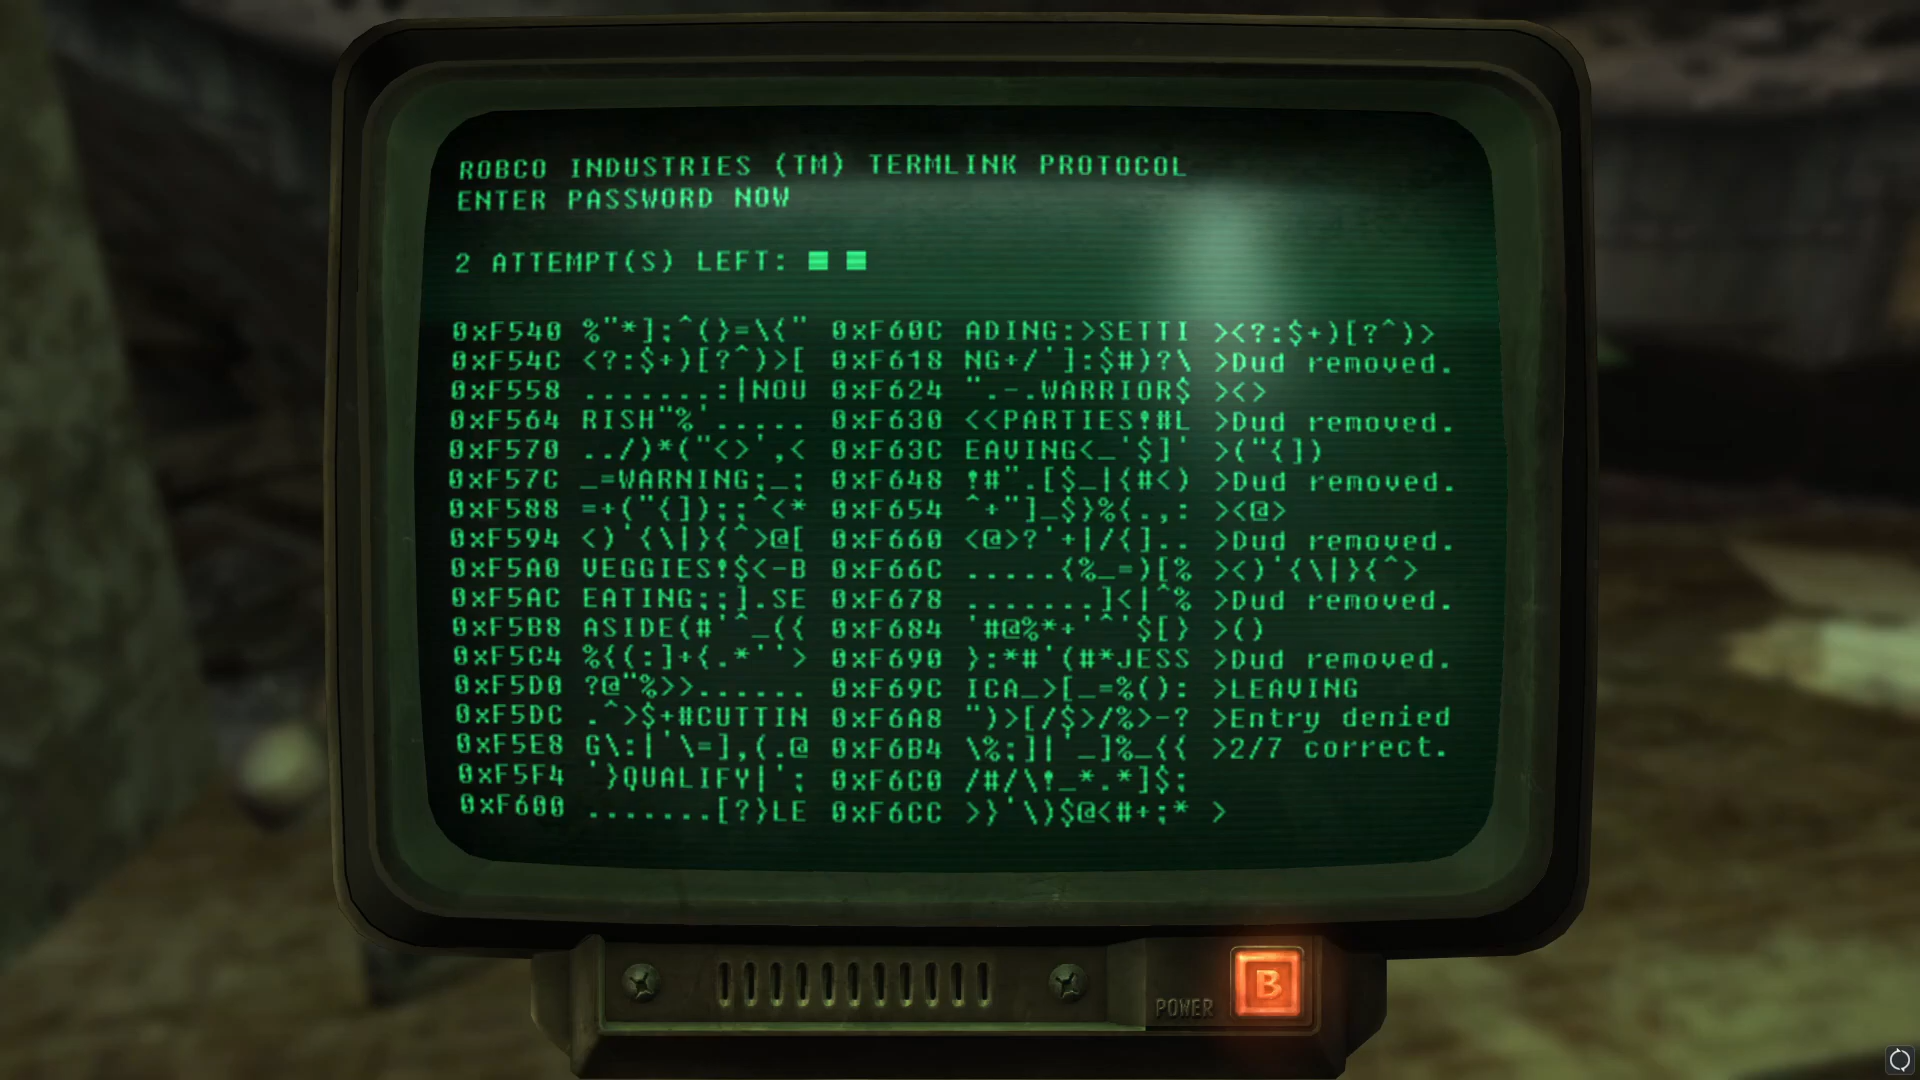 ROBCO INDUSTRIES (TM) TERMLINK PROTOCOL
ENTER PASSWORD NOW
2 ATTEMPT(S) LEFT: ■ ■
0xF540 %"*];^(}=\{" 0xF60C ADING:>SETTI ><?:$+)[?^)>
0xF54C <?:$+)[?^)>[ 0xF618 NG+/']:$#)?\ >Dud removed.
0xF558 .......:|NOU 0xF624 ".-.WARRIOR$ ><>
0xF564 RISH"%'..... 0xF630 <<PARTIES!#L >Dud removed.
0xF570 ../)*("<>',< 0xF63C EAVING<_'$]' >("{])
0xF57C _=WARNING;_; 0xF648 !#".[$_|{#<) >Dud removed.
0xF588 =+("{]);;^<* 0xF654 ^+"]_$}%{.,: ><@>
0xF594 <)'{\|}{^>@[ 0xF660 <@>?'+|/{].. >Dud removed.
0xF5A0 VEGGIES!$<-B 0xF66C .....{%_=)[% ><)'{\|}{^>
0xF5AC EATING;;].SE 0xF678 .......]<|^% >Dud removed.
0xF5B8 ASIDE(#'^_({ 0xF684 '#@%*+'^'$[} >()
0xF5C4 %{(:]+{.*''> 0xF690 }:*#'(#*JESS >Dud removed.
0xF5D0 ?@"%>>...... 0xF69C ICA_>[_=%(): >LEAVING
0xF5DC .^>$+#CUTTIN 0xF6A8 ")>[/$>/%>-? >Entry denied
0xF5E8 G\:|'\=],(.@ 0xF6B4 \%;]|'_]%_{{ >2/7 correct.
0xF5F4 '}QUALIFY|'; 0xF6C0 /#/\!_*.*]$;
0xF600 .......[?}LE 0xF6CC >}'\)$@<#+;* >
POWER
B